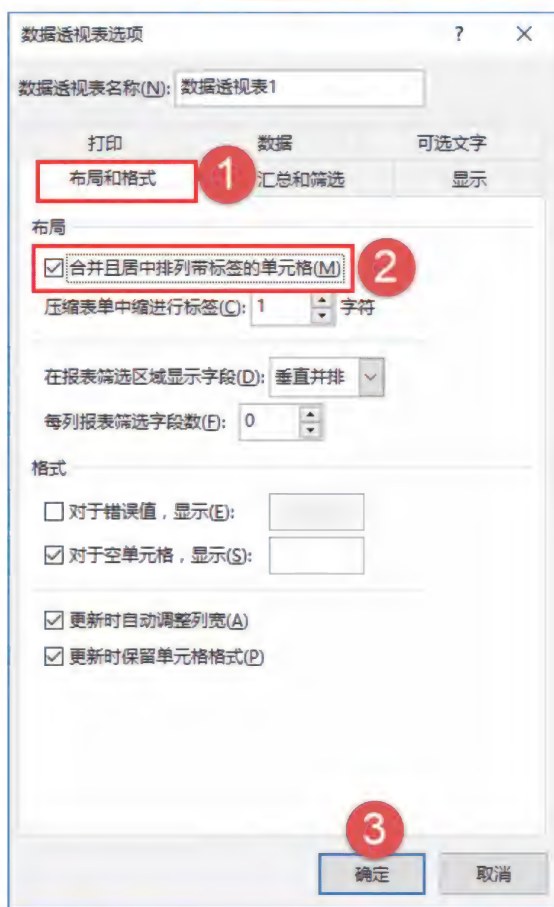 数据透视表选项 ? ×
数据透视表名称(N): 数据透视表1
打印 数据 可选文字
布局和格式 1 汇总和筛选 显示
布局
合并且居中排列带标签的单元格(M) 2
压缩表单中缩进行标签(C): 1 字符
在报表筛选区域显示字段(D): 垂直并排
每列报表筛选字段数(F): 0
格式
对于错误值，显示(E):
对于空单元格，显示(S):
更新时自动调整列宽(A)
更新时保留单元格格式(P)
3
确定 取消